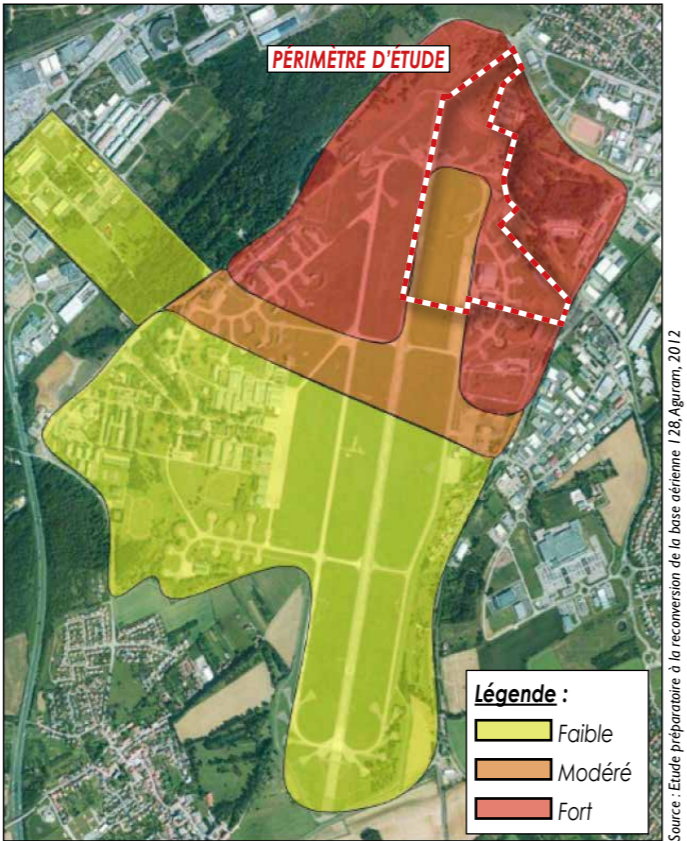 PÉRIMÈTRE D'ÉTUDE
Légende :
Faible
Modéré
Fort
Source : Etude préparatoire à la reconversion de la base aérienne 128, Aguram, 2012